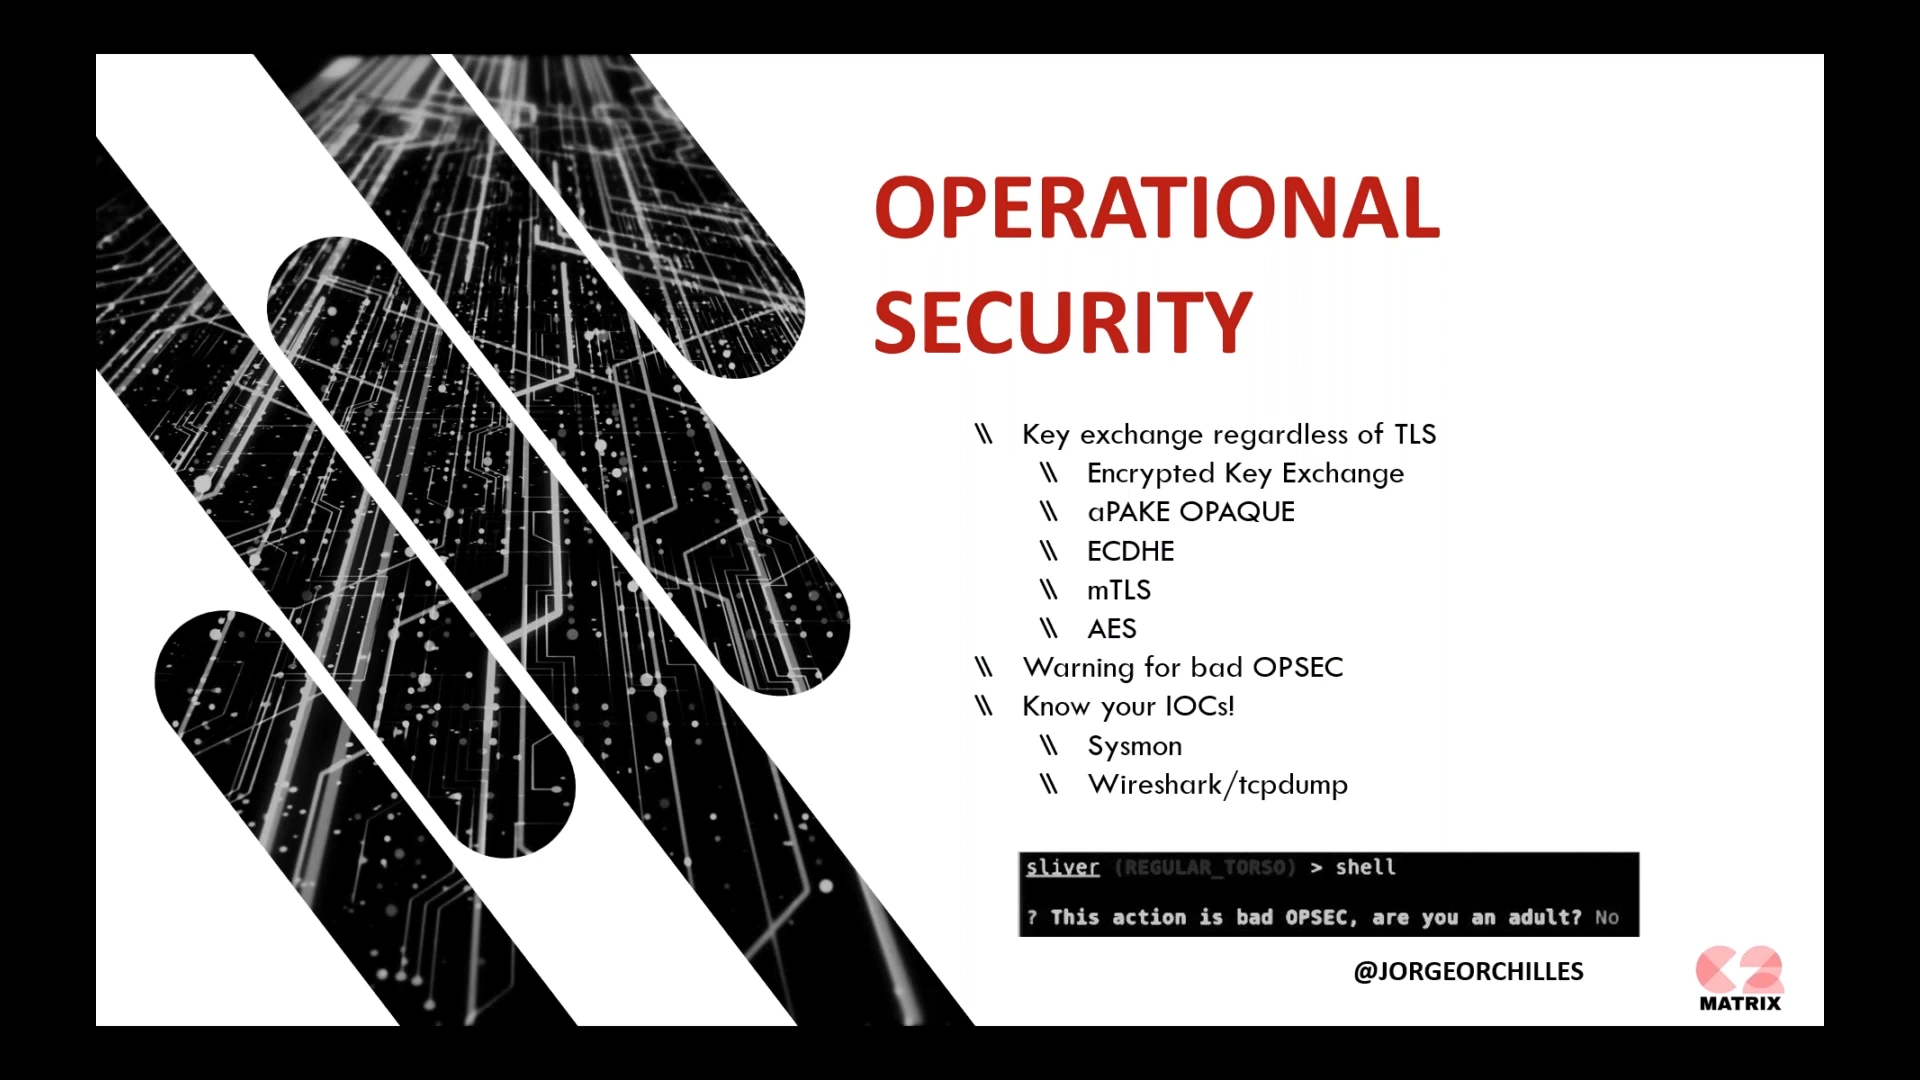 OPERATIONAL
SECURITY
\\ Key exchange regardless of TLS
\\ Encrypted Key Exchange
\\ aPAKE OPAQUE
\\ ECDHE
\\ mTLS
\\ AES
\\ Warning for bad OPSEC
\\ Know your IOCs!
\\ Sysmon
\\ Wireshark/tcpdump
sliver (REGULAR_TORSO) > shell
? This action is bad OPSEC, are you an adult? No
@JORGEORCHILLES
C2
MATRIX